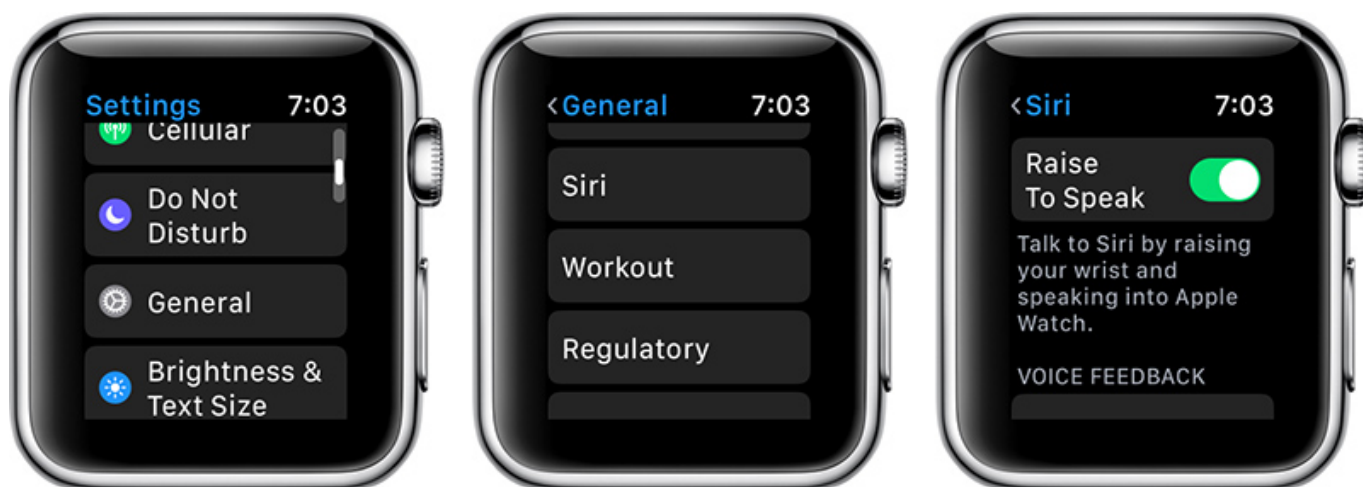 Settings 7:03
Cellular
Do Not
Disturb
General
Brightness &
Text Size
<General 7:03
Siri
Workout
Regulatory
<Siri 7:03
Raise
To Speak
Talk to Siri by raising
your wrist and
speaking into Apple
Watch.
VOICE FEEDBACK